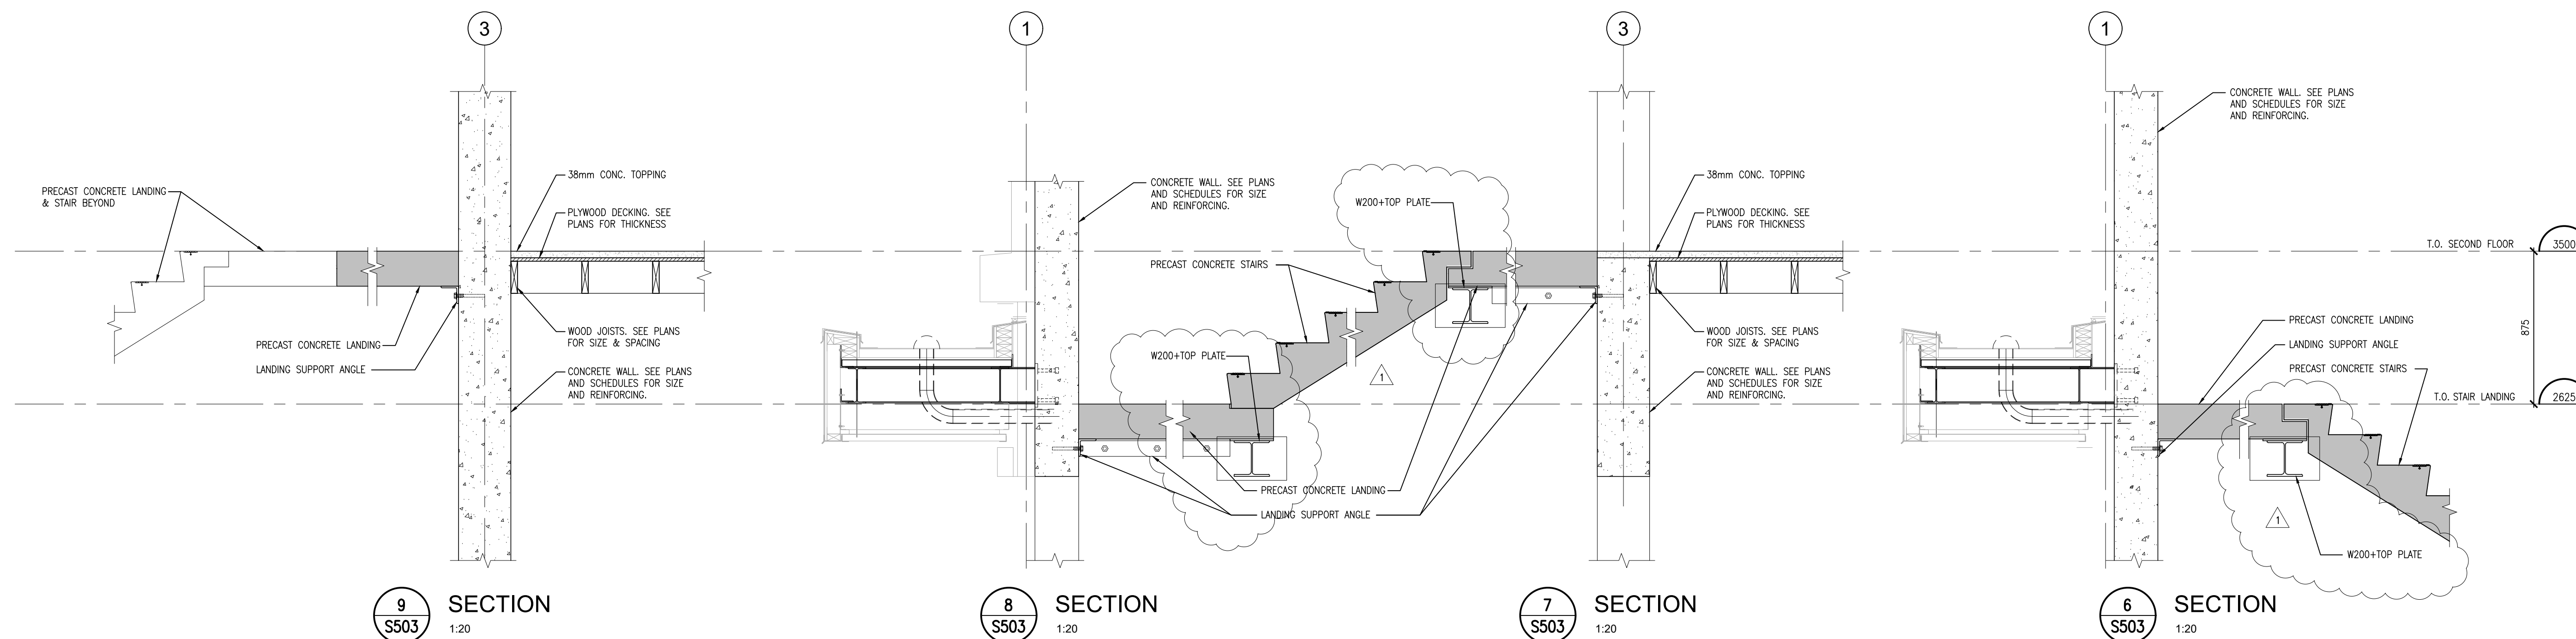 3
PRECAST CONCRETE LANDING
& STAIR BEYOND
38mm CONC. TOPPING
PLYWOOD DECKING. SEE
PLANS FOR THICKNESS
PRECAST CONCRETE LANDING
LANDING SUPPORT ANGLE
WOOD JOISTS. SEE PLANS
FOR SIZE & SPACING
CONCRETE WALL. SEE PLANS
AND SCHEDULES FOR SIZE
AND REINFORCING.
9
S503
SECTION
1:20
1
CONCRETE WALL. SEE PLANS
AND SCHEDULES FOR SIZE
AND REINFORCING.
W200+TOP PLATE
PRECAST CONCRETE STAIRS
W200+TOP PLATE
1
PRECAST CONCRETE LANDING
LANDING SUPPORT ANGLE
8
S503
SECTION
1:20
3
38mm CONC. TOPPING
PLYWOOD DECKING. SEE
PLANS FOR THICKNESS
WOOD JOISTS. SEE PLANS
FOR SIZE & SPACING
CONCRETE WALL. SEE PLANS
AND SCHEDULES FOR SIZE
AND REINFORCING.
7
S503
SECTION
1:20
1
CONCRETE WALL. SEE PLANS
AND SCHEDULES FOR SIZE
AND REINFORCING.
T.O. SECOND FLOOR
3500
875
PRECAST CONCRETE LANDING
LANDING SUPPORT ANGLE
PRECAST CONCRETE STAIRS
T.O. STAIR LANDING
2625
1
W200+TOP PLATE
6
S503
SECTION
1:20